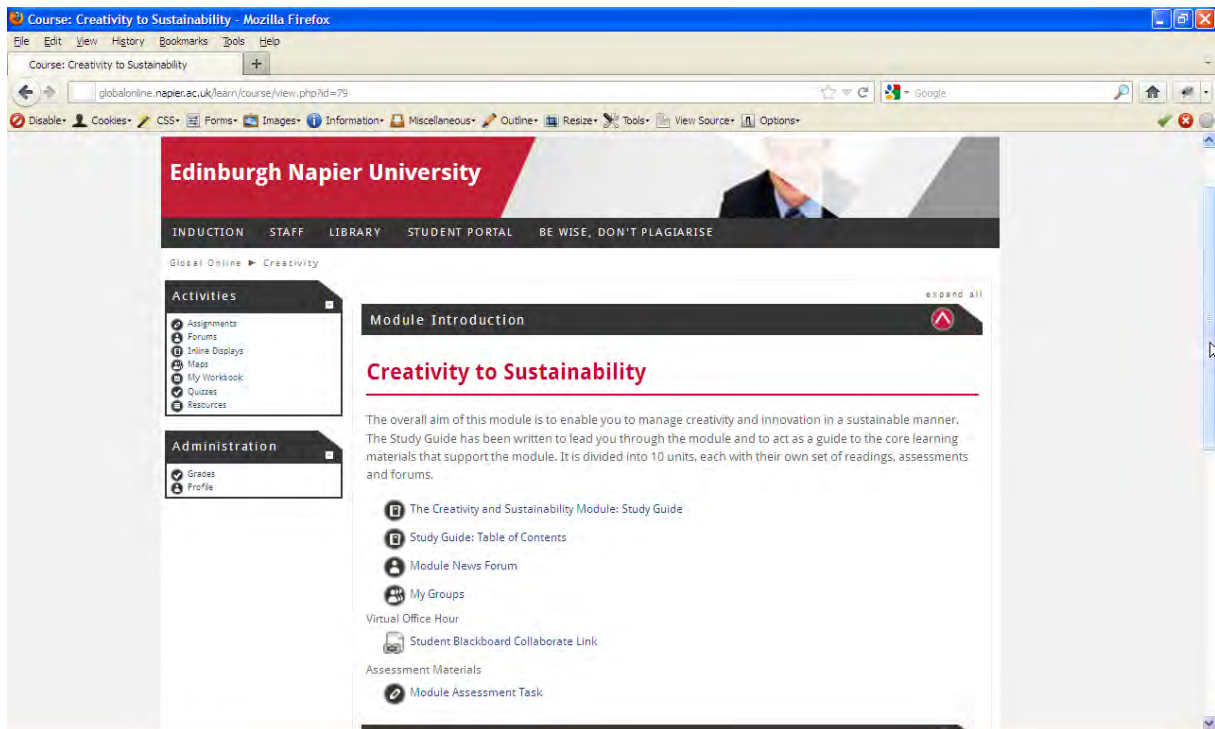 Course: Creativity to Sustainability - Mozilla Firefox
File Edit View History Bookmarks Tools Help
Course: Creativity to Sustainability +
globalonline.napier.ac.uk/learn/course/view.php?id=79 Google
Disable Cookies CSS Forms Images Information Miscellaneous Outline Resize Tools View Source Options
Edinburgh Napier University
INDUCTION STAFF LIBRARY STUDENT PORTAL BE WISE, DON'T PLAGIARISE
Global Online ► Creativity
Activities
Assignments
Forums
Inline Displays
Maps
My Workbook
Quizzes
Resources
Administration
Grades
Profile
expand all
Module Introduction
Creativity to Sustainability
The overall aim of this module is to enable you to manage creativity and innovation in a sustainable manner.
The Study Guide has been written to lead you through the module and to act as a guide to the core learning
materials that support the module. It is divided into 10 units, each with their own set of readings, assessments
and forums.
The Creativity and Sustainability Module: Study Guide
Study Guide: Table of Contents
Module News Forum
My Groups
Virtual Office Hour
Student Blackboard Collaborate Link
Assessment Materials
Module Assessment Task